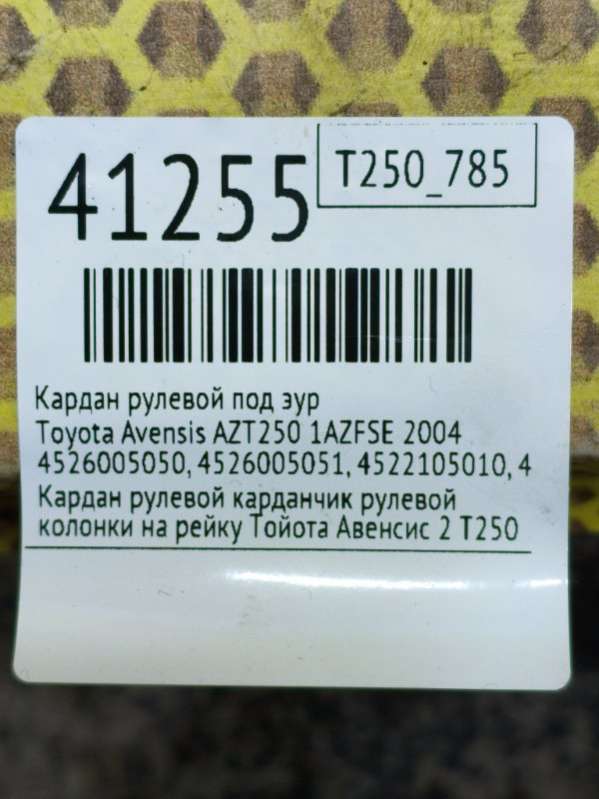 41255
T250_785
Кардан рулевой под зур
Toyota Avensis AZT250 1AZFSE 2004
4526005050, 4526005051, 4522105010, 4
Кардан рулевой карданчик рулевой
колонки на рейку Тойота Авенсис 2 Т250